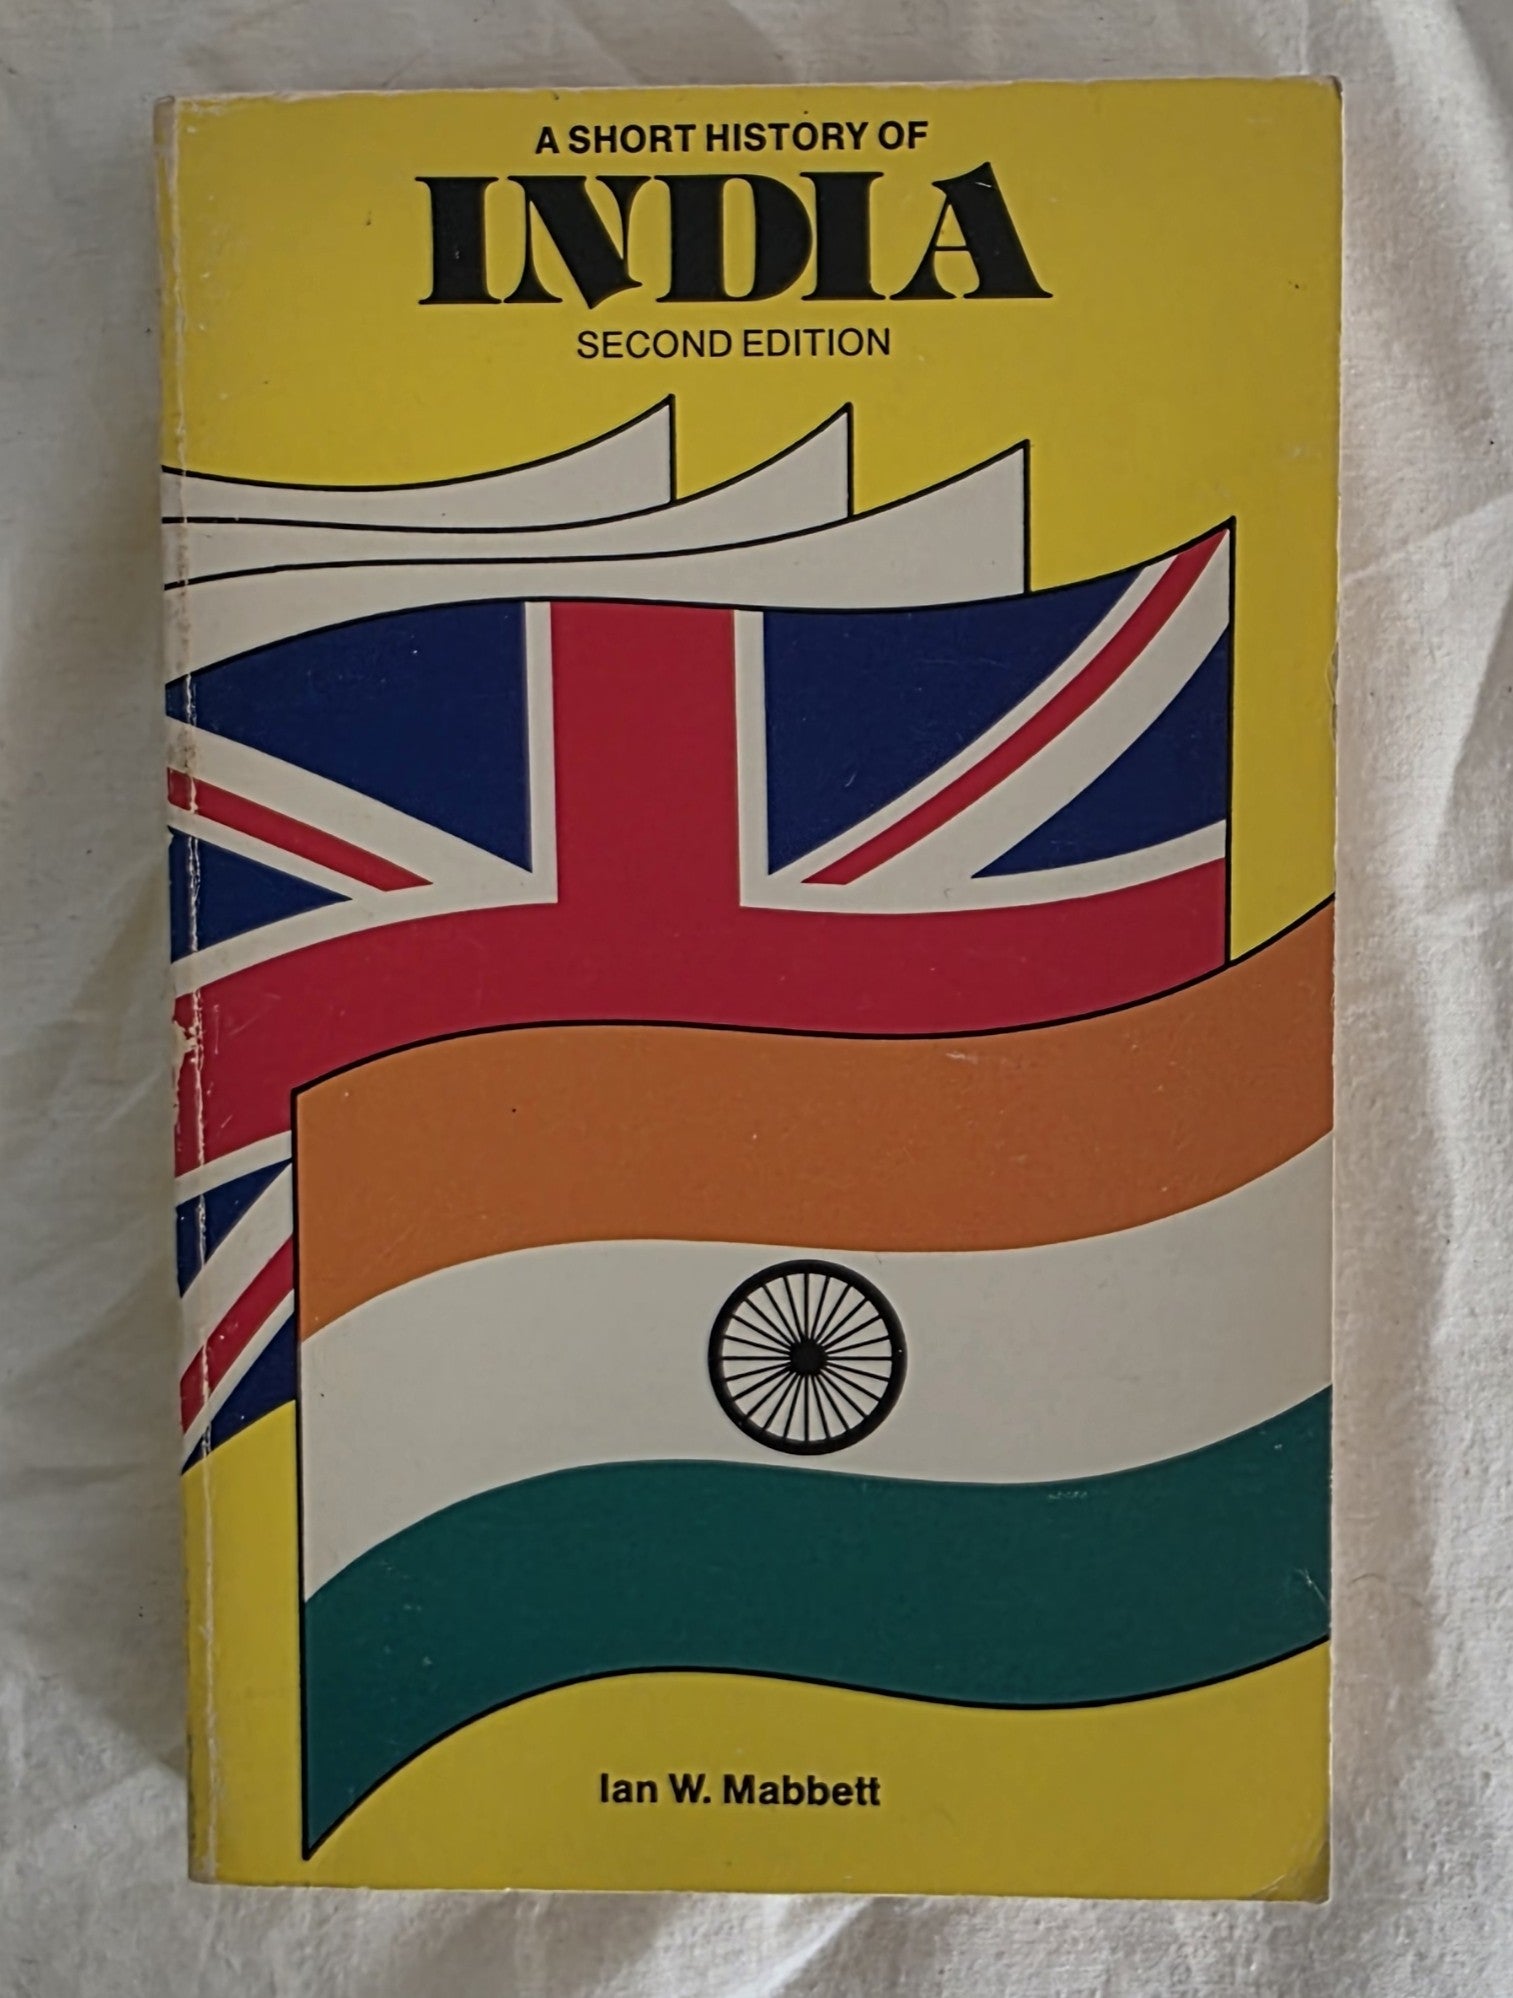 A SHORT HISTORY OF
INDIA
SECOND EDITION
Ian W. Mabbett